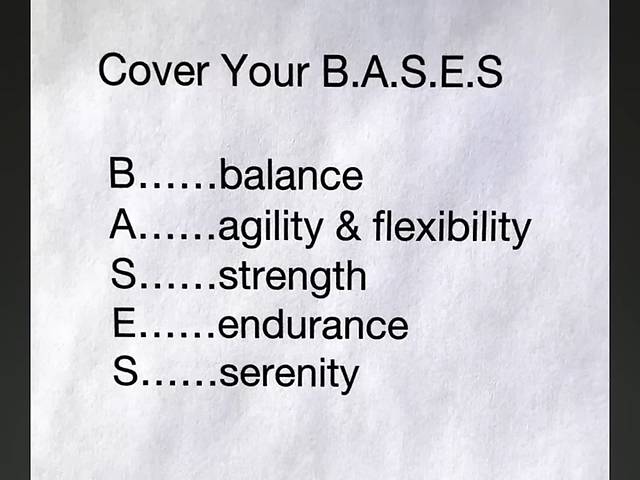 Cover Your B.A.S.E.S
B......balance
A......agility & flexibility
S......strength
E......endurance
S......serenity